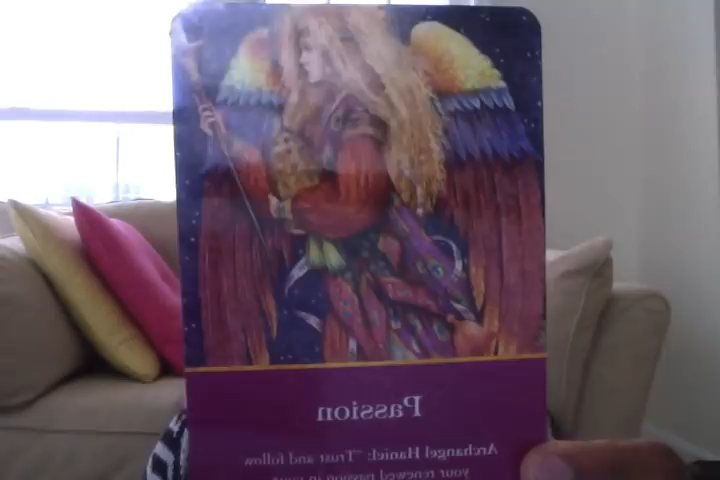 Passion
Archangel Haniel: "Trust and follow
your renewed passion in your